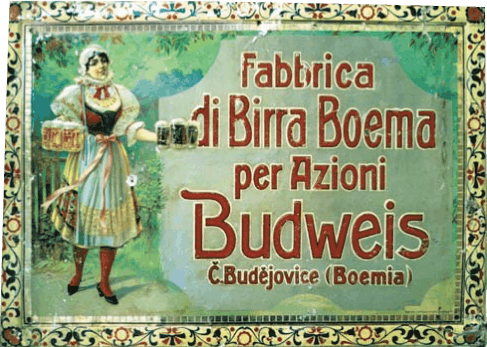 Fabbrica
di Birra Boema
per Azioni
Budweis
Č.Budějovice (Boemia)